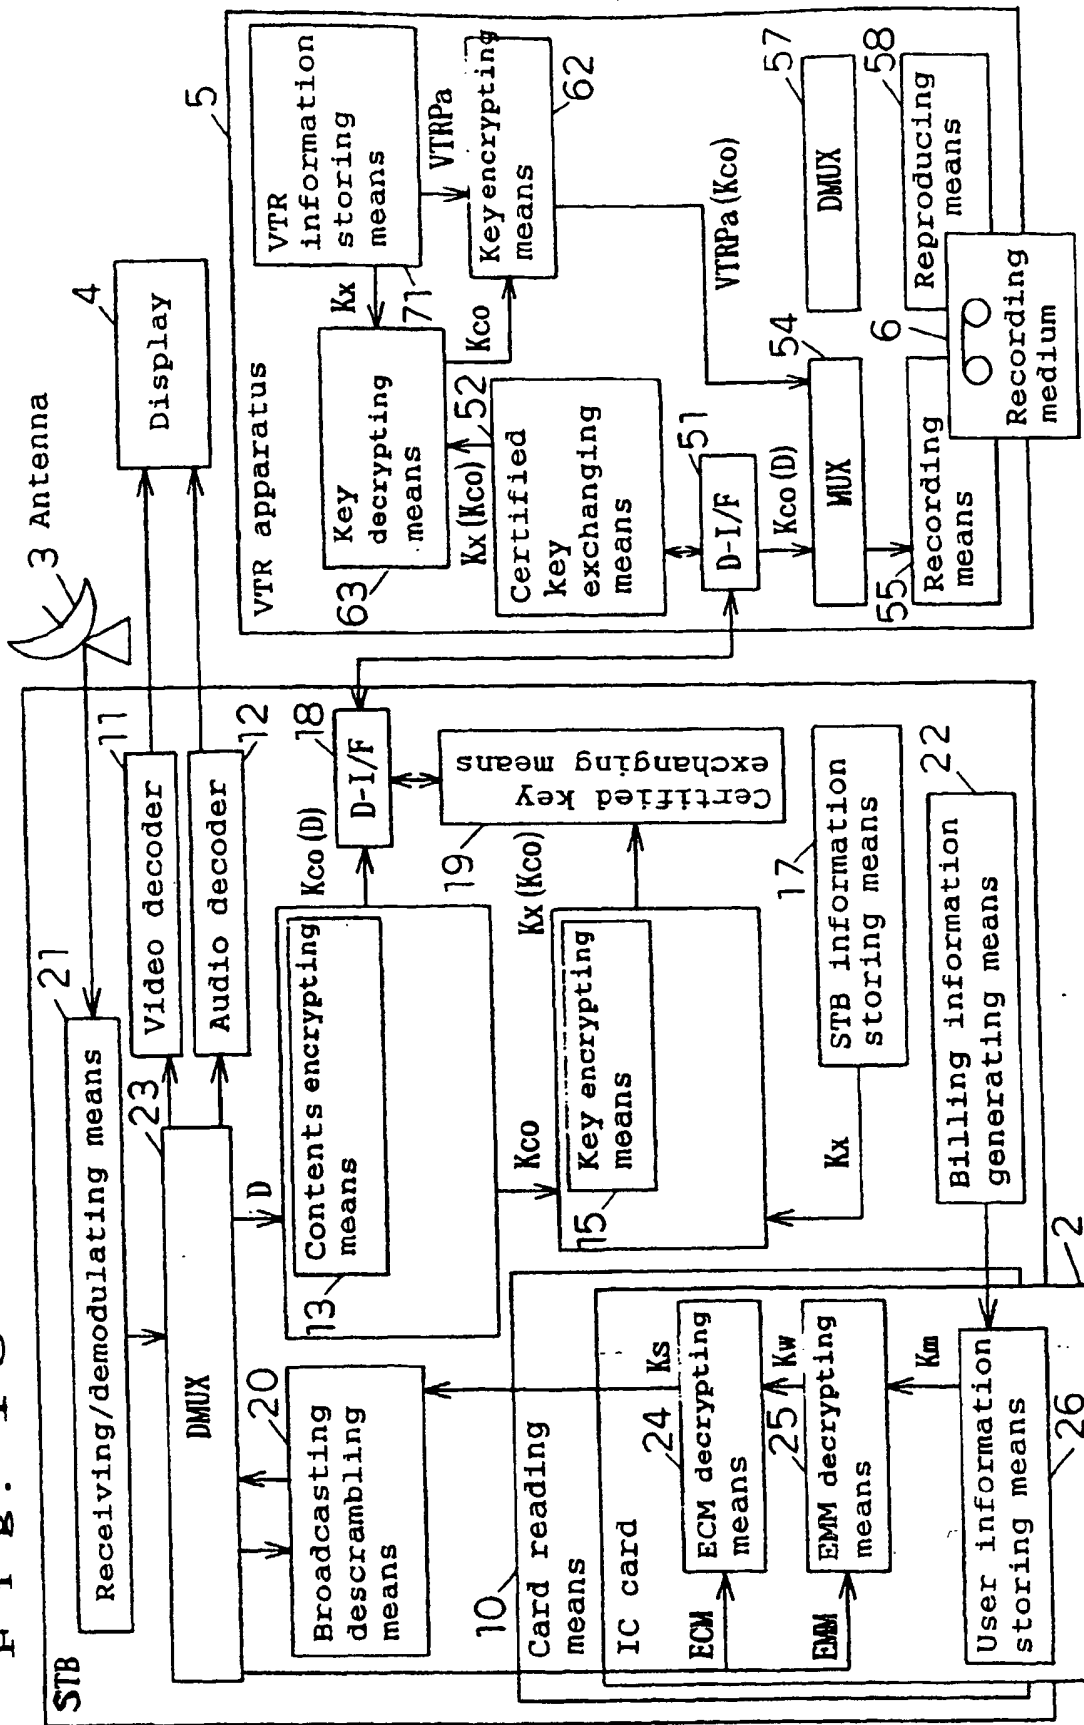 STB
Receiving/demodulating means
21
3 Antenna
4
Display
DMUX
23
Video decoder
11
Audio decoder
12
Broadcasting
descrambling
means
20
D
Contents encrypting
means
13
Kco(D)
D-I/F
18
Certified key
exchanging means
19
Kco
Key encrypting
means
15
Kx(Kco)
Kx
STB information
storing means
17
Billing information
generating means
22
10
Card reading
means
IC card
2
ECM
ECM decrypting
means
24
Ks
EMM
EMM decrypting
means
25
Kw
Km
User information
storing means
26
VTR apparatus
5
VTR
information
storing
means
71
Kx
VTRPa
Key
decrypting
means
63
Kco
Key encrypting
means
62
Kx(Kco)
52
Certified
key
exchanging
means
VTRPa(Kco)
D-I/F
51
Kco(D)
MUX
54
DMUX
57
Recording
means
55
6
Recording
medium
Reproducing
means
58